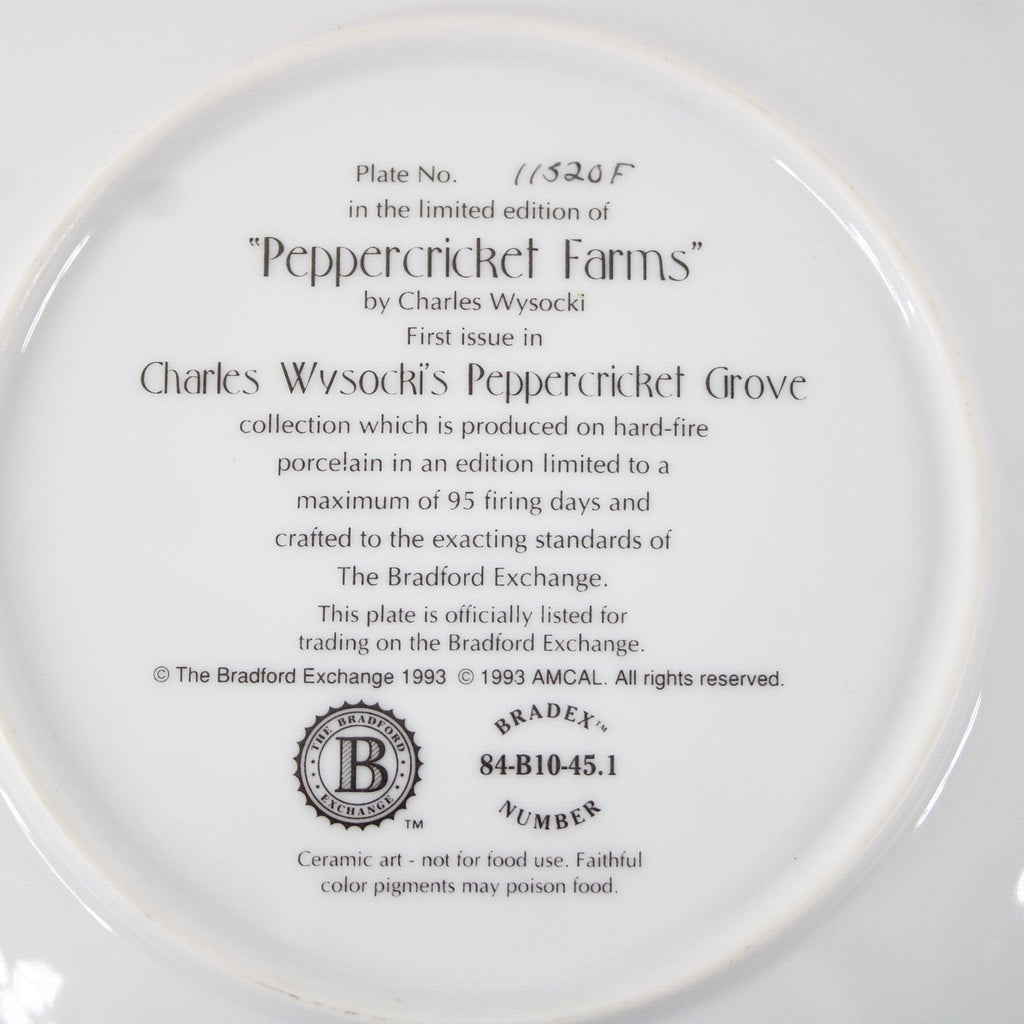 Plate No. 11520F
in the limited edition of
"Peppercricket Farms"
by Charles Wysocki
First issue in
Charles Wysocki's Peppercricket Grove
collection which is produced on hard-fire
porcelain in an edition limited to a
maximum of 95 firing days and
crafted to the exacting standards of
The Bradford Exchange.
This plate is officially listed for
trading on the Bradford Exchange.
© The Bradford Exchange 1993 © 1993 AMCAL. All rights reserved.
THE BRADFORD
B
EXCHANGE
TM
BRADEX™
84-B10-45.1
NUMBER
Ceramic art - not for food use. Faithful
color pigments may poison food.